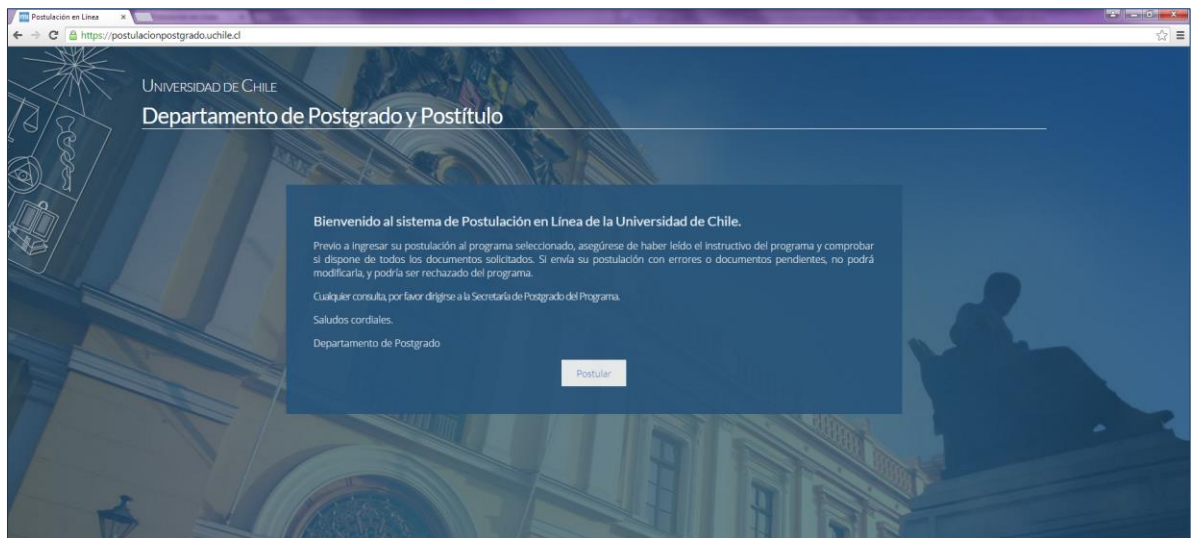 Postulación en Línea
https://postulacionpostgrado.uchile.cl
UNIVERSIDAD DE CHILE
Departamento de Postgrado y Postítulo
Bienvenido al sistema de Postulación en Línea de la Universidad de Chile.
Previo a ingresar su postulación al programa seleccionado, asegúrese de haber leído el instructivo del programa y comprobar
si dispone de todos los documentos solicitados. Si envía su postulación con errores o documentos pendientes, no podrá
modificarla, y podría ser rechazado del programa.
Cualquier consulta, por favor dirigirse a la Secretaría de Postgrado del Programa.
Saludos cordiales.
Departamento de Postgrado
Postular